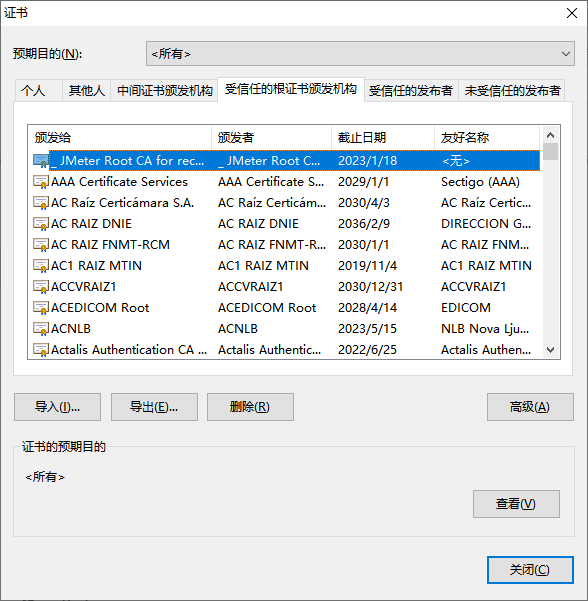 证书
预期目的(N): <所有>
个人 其他人 中间证书颁发机构 受信任的根证书颁发机构 受信任的发布者 未受信任的发布者
颁发给 颁发者 截止日期 友好名称
_ JMeter Root CA for rec... _ JMeter Root C... 2023/1/18 <无>
AAA Certificate Services AAA Certificate S... 2029/1/1 Sectigo (AAA)
AC Raíz Certicámara S.A. AC Raíz Certicám... 2030/4/3 AC Raíz Certic...
AC RAIZ DNIE AC RAIZ DNIE 2036/2/9 DIRECCION G...
AC RAIZ FNMT-RCM AC RAIZ FNMT-R... 2030/1/1 AC RAIZ FNM...
AC1 RAIZ MTIN AC1 RAIZ MTIN 2019/11/4 AC1 RAIZ MTIN
ACCVRAIZ1 ACCVRAIZ1 2030/12/31 ACCVRAIZ1
ACEDICOM Root ACEDICOM Root 2028/4/14 EDICOM
ACNLB ACNLB 2023/5/15 NLB Nova Lju...
Actalis Authentication CA ... Actalis Authentic... 2022/6/25 Actalis Authen...
导入(I)... 导出(E)... 删除(R) 高级(A)
证书的预期目的
<所有>
查看(V)
关闭(C)